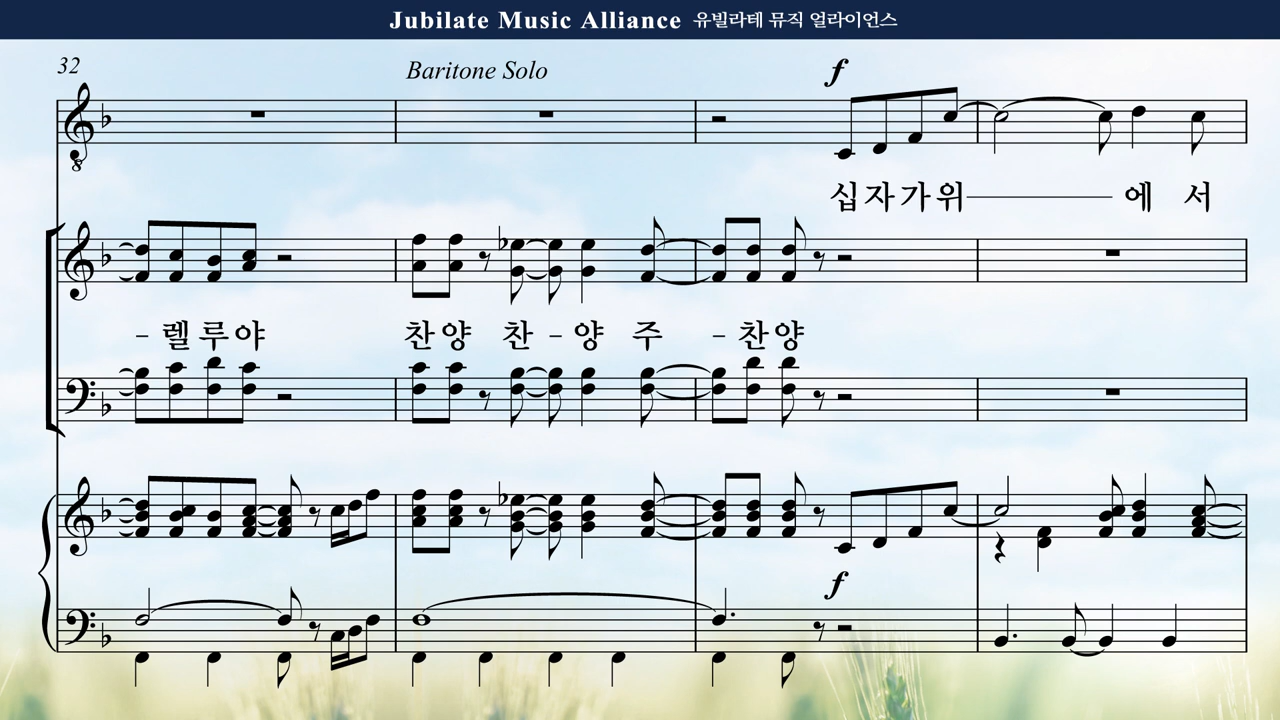 Jubilate Music Alliance 유빌라테 뮤직 얼라이언스
32
Baritone Solo
f
십자가위 에 서
- 렐루야 찬양 찬 - 양 주 - 찬양
f